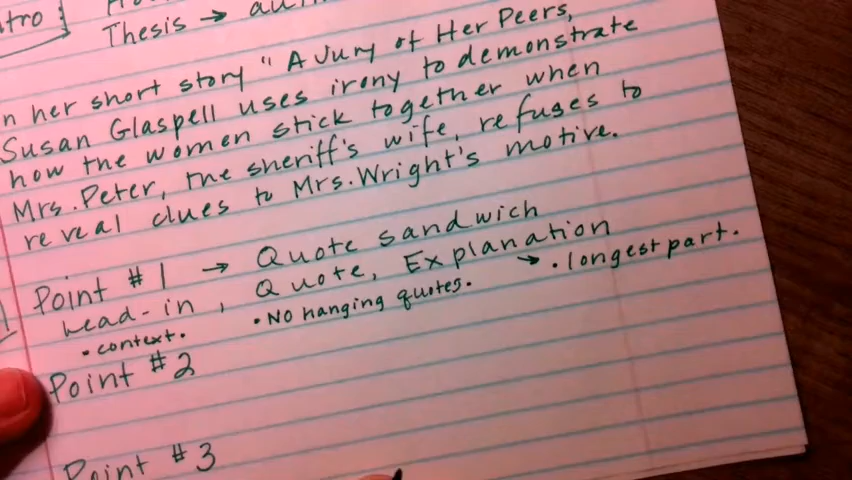 Thesis →
n her short story "A Jury of Her Peers,
Susan Glaspell uses irony to demonstrate
how the women stick together when
Mrs. Peter, the sheriff's wife, refuses to
reveal clues to Mrs. Wright's motive.
Point #1 → Quote sandwich
Lead-in, Quote, Explanation
• context. • No hanging quotes. → • longest part.
Point #2
Point #3